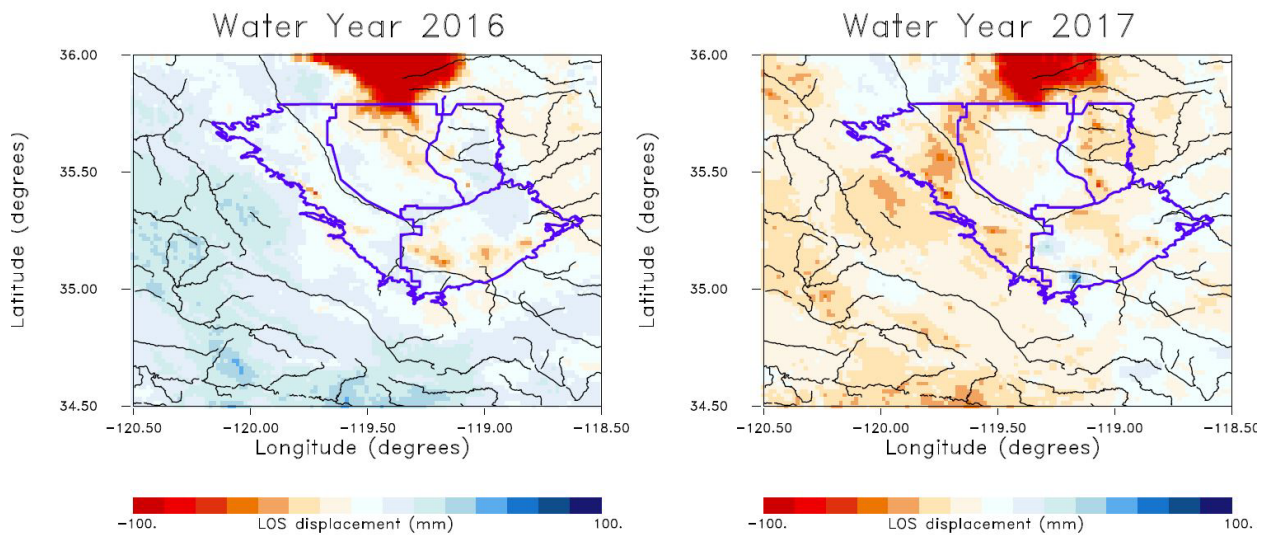 Water Year 2016
36.00
35.50
35.00
34.50
Latitude (degrees)
-120.50
-120.00
-119.50
-119.00
-118.50
Longitude (degrees)
-100.
LOS displacement (mm)
100.
Water Year 2017
36.00
35.50
35.00
34.50
Latitude (degrees)
-120.50
-120.00
-119.50
-119.00
-118.50
Longitude (degrees)
-100.
LOS displacement (mm)
100.